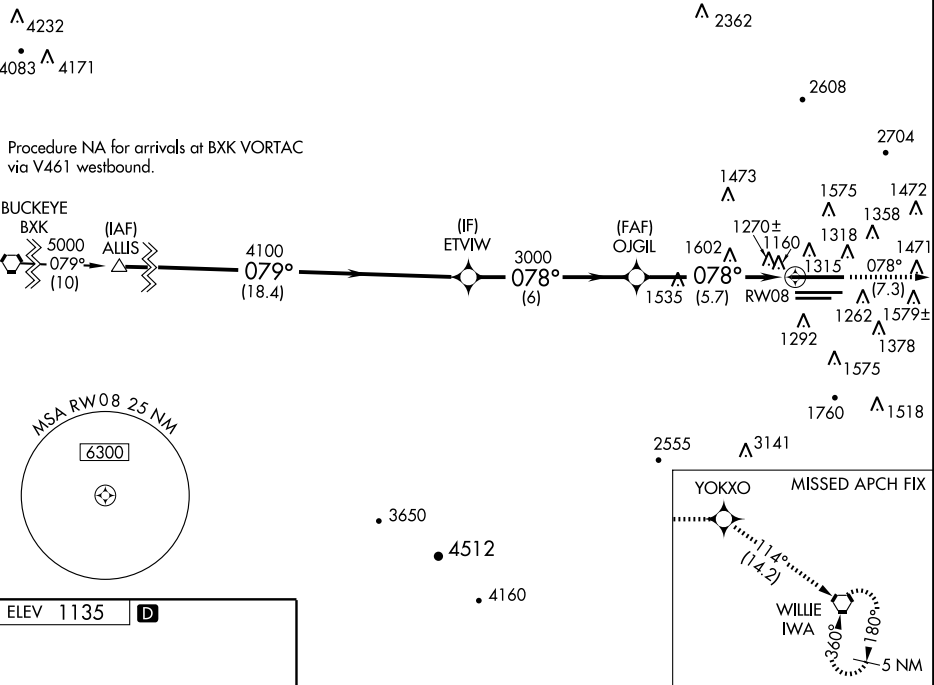 4232
4083
4171
2362
2608
2704
Procedure NA for arrivals at BXK VORTAC
via V461 westbound.
BUCKEYE
BXK
5000
079°
(10)
(IAF)
ALLIS
4100
079°
(18.4)
(IF)
ETVIW
3000
078°
(6)
(FAF)
OJGIL
1473
1602
1270±
1160
1535
078°
(5.7)
RW08
1575
1472
1358
1318
1315
1471
078°
(7.3)
1262
1579±
1292
1378
1575
1760
1518
MSA RW08 25 NM
6300
2555
3141
3650
4512
4160
MISSED APCH FIX
YOKXO
114°
(14.2)
WILLIE
IWA
360°
180°
5 NM
ELEV 1135 D